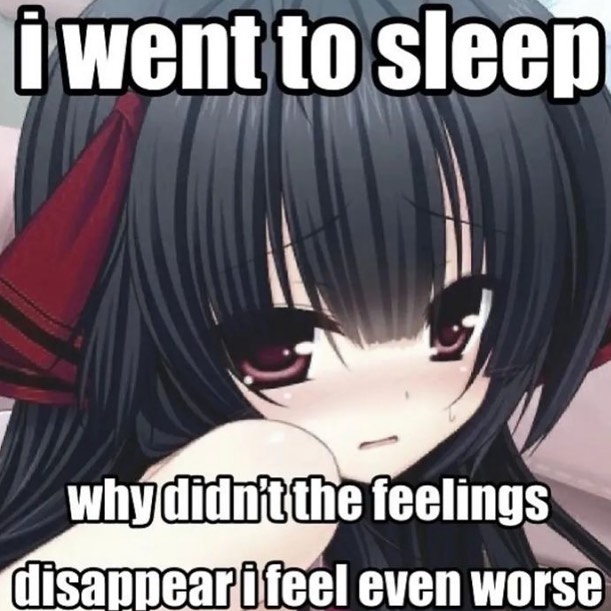 i went to sleep
why didn't the feelings
disappear i feel even worse